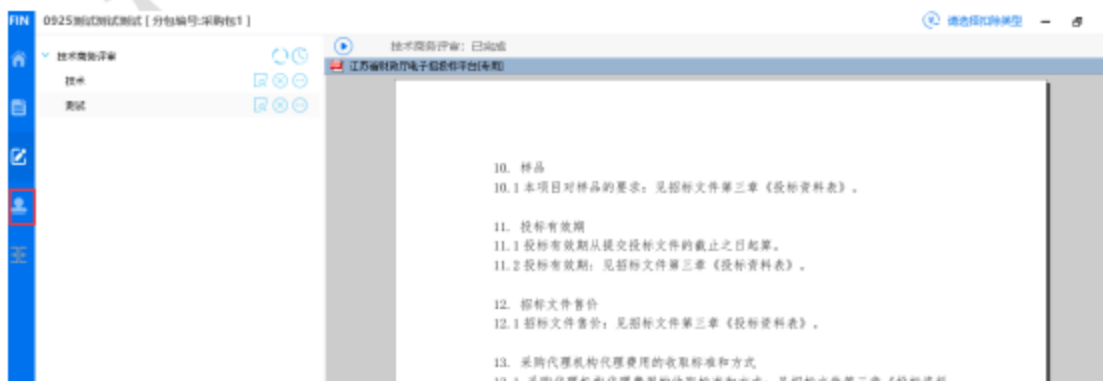 FIN 0925测试测试测试 [ 分包编号:采购包1 ]
请选择扣除类型
技术商务评审
技术商务评审：已完成
江苏省财政厅电子招投标平台[专用]
技术
测试
10. 样品
10.1 本项目对样品的要求：见招标文件第三章《投标资料表》。
11. 投标有效期
11.1 投标有效期从提交投标文件的截止之日起算。
11.2 投标有效期：见招标文件第三章《投标资料表》。
12. 招标文件售价
12.1 招标文件售价：见招标文件第三章《投标资料表》。
13. 采购代理机构代理费用的收取标准和方式